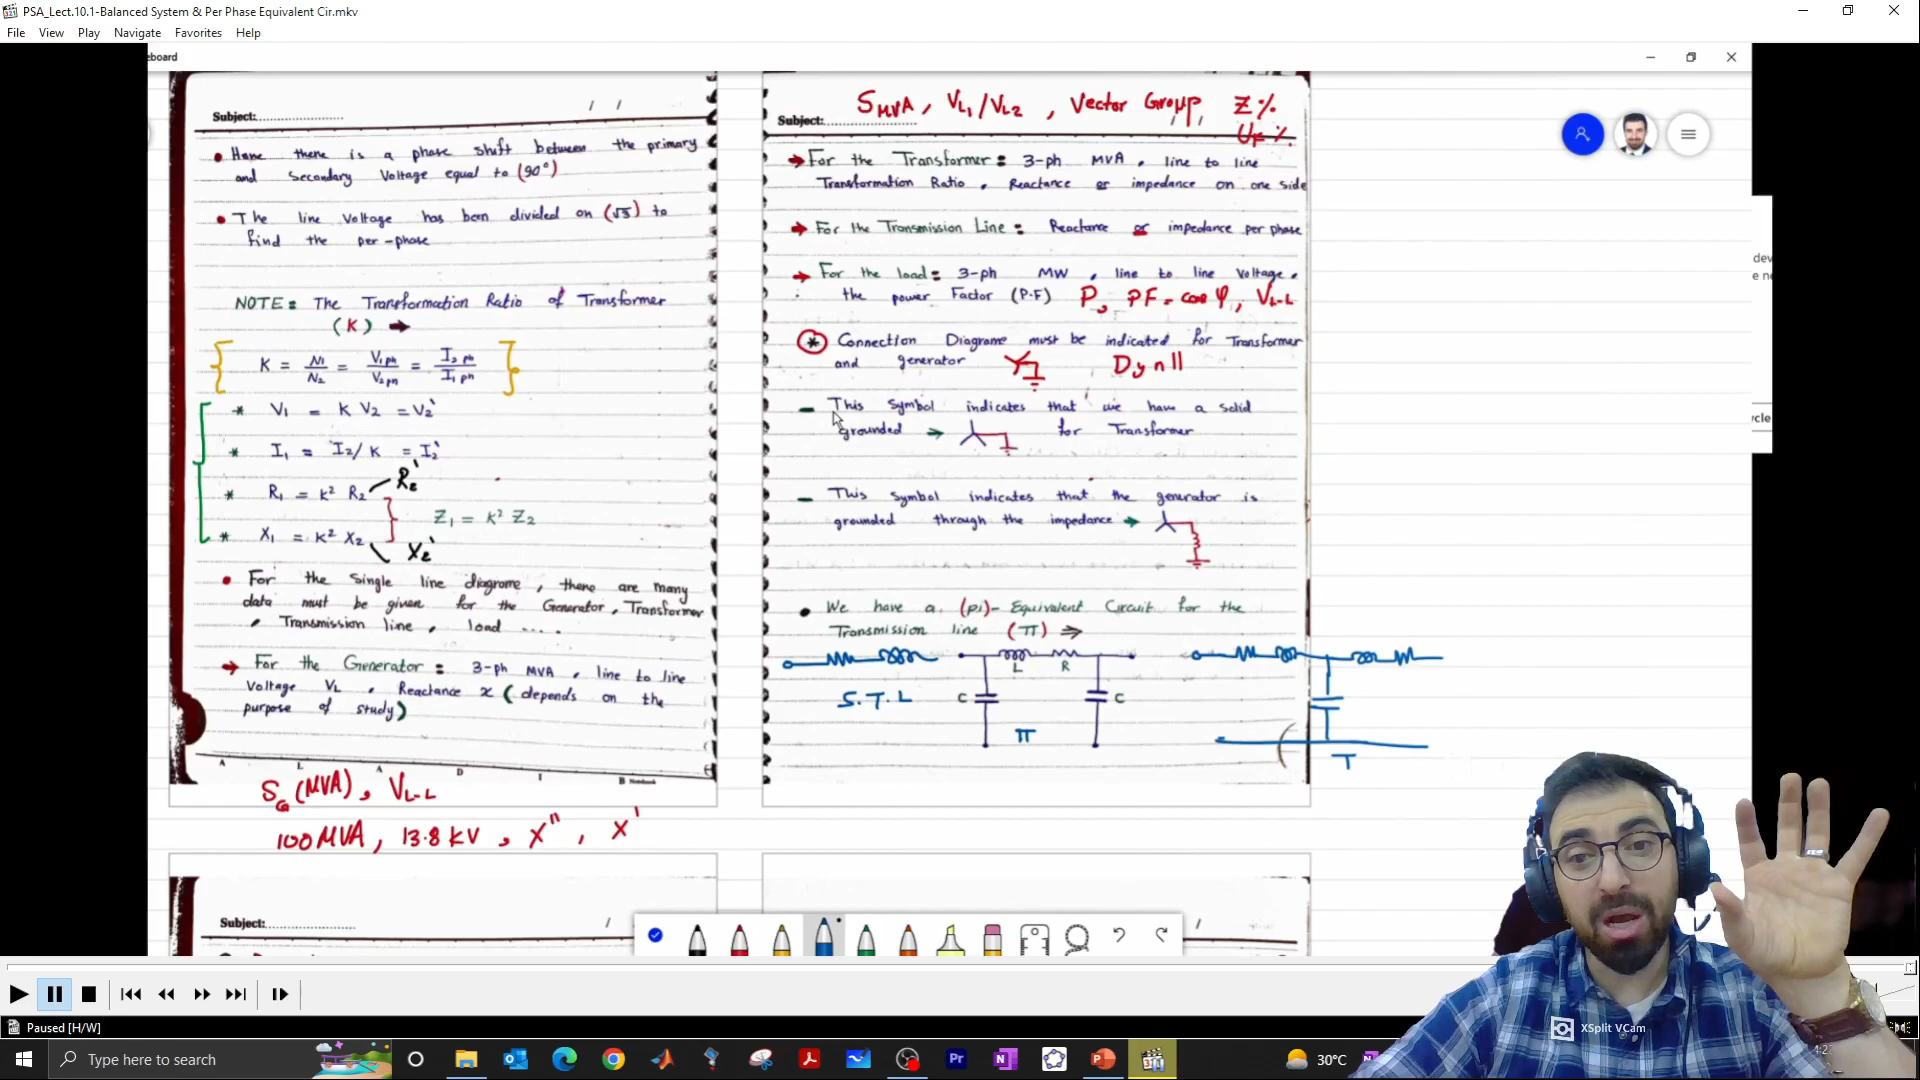 PSA_Lect.10.1-Balanced System & Per Phase Equivalent Cir.mkv
File View Play Navigate Favorites Help
eboard
Subject:
/ /
• Here there is a phase shift between the primary
and Secondary Voltage equal to (90°)
• The line Voltage has been divided on (√3) to
find the per-phase
NOTE: The Transformation Ratio of Transformer
(K) →
K = N1/N2 = V1ph/V2ph = I2ph/I1ph
* V1 = K V2 = V2'
* I1 = I2/K = I2'
* R1 = K² R2
R2'
Z1 = K² Z2
* X1 = K² X2
X2'
• For the Single line diagrame, there are many
data must be given for the Generator, Transformer
, Transmission line, load ....
→ For the Generator: 3-ph MVA, line to line
Voltage VL, Reactance x (depends on the
purpose of study)
SG (MVA), VL-L
100 MVA, 13.8 KV, X", X'
Subject:
/
SMVA, VL1/VL2, Vector Group Z%
Subject:
→ For the Transformer: 3-ph MVA, line to line
Transformation Ratio, Reactance or impedance on one side
→ For the Transmission Line: Reactance or impedance per phase
→ For the load: 3-ph MW, line to line Voltage,
the power Factor (P.F) P, PF = cos φ, VL-L
* Connection Diagrame must be indicated for Transformer
and generator Dyn11
- This Symbol indicates that we have a solid
grounded → for Transformer
- This Symbol indicates that the generator is
grounded through the impedance →
• We have a (pi)- Equivalent Circuit for the
Transmission line (π) ⇒
L R
S.T.L C C
π
T
/
dev
e ne
cle
Paused [H/W]
XSplit VCam
Type here to search
30°C